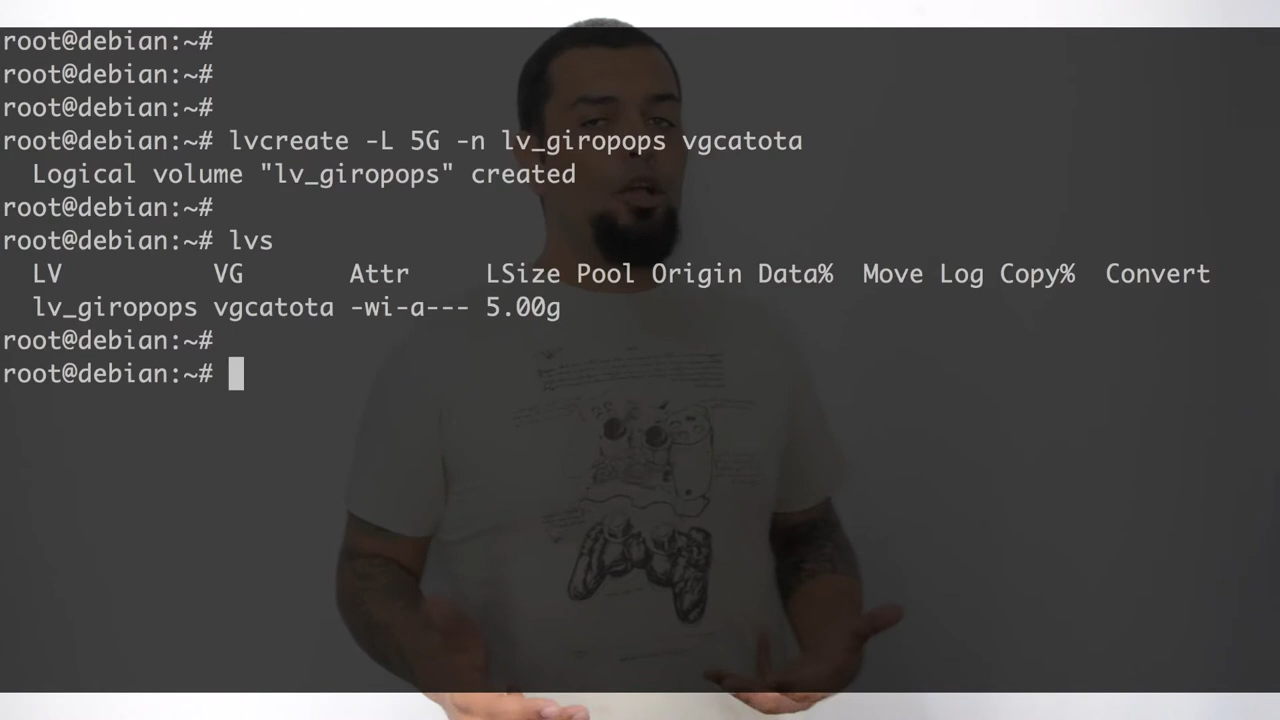 root@debian:~#
root@debian:~#
root@debian:~#
root@debian:~# lvcreate -L 5G -n lv_giropops vgcatota
  Logical volume "lv_giropops" created
root@debian:~#
root@debian:~# lvs
  LV          VG       Attr     LSize Pool Origin Data%  Move Log Copy%  Convert
  lv_giropops vgcatota -wi-a--- 5.00g
root@debian:~#
root@debian:~#